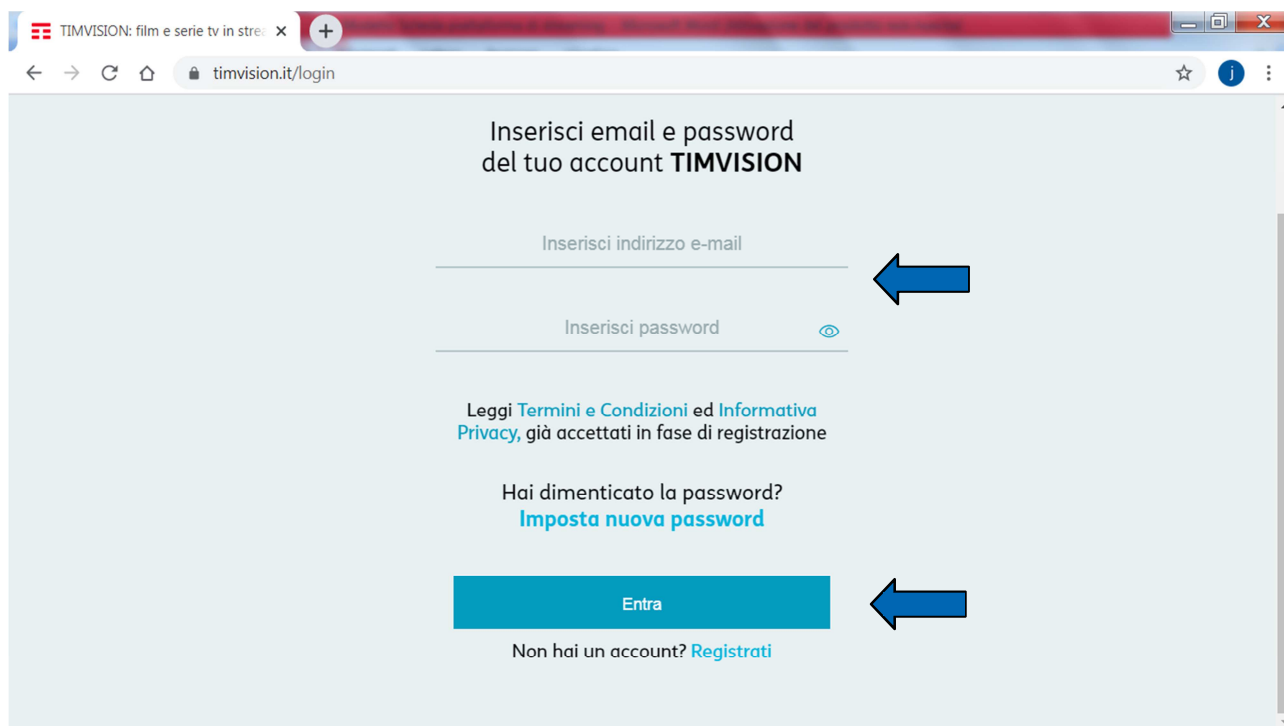 TIMVISION: film e serie tv in stre
timvision.it/login
j
Inserisci email e password
del tuo account TIMVISION
Inserisci indirizzo e-mail
Inserisci password
Leggi Termini e Condizioni ed Informativa
Privacy, già accettati in fase di registrazione
Hai dimenticato la password?
Imposta nuova password
Entra
Non hai un account? Registrati